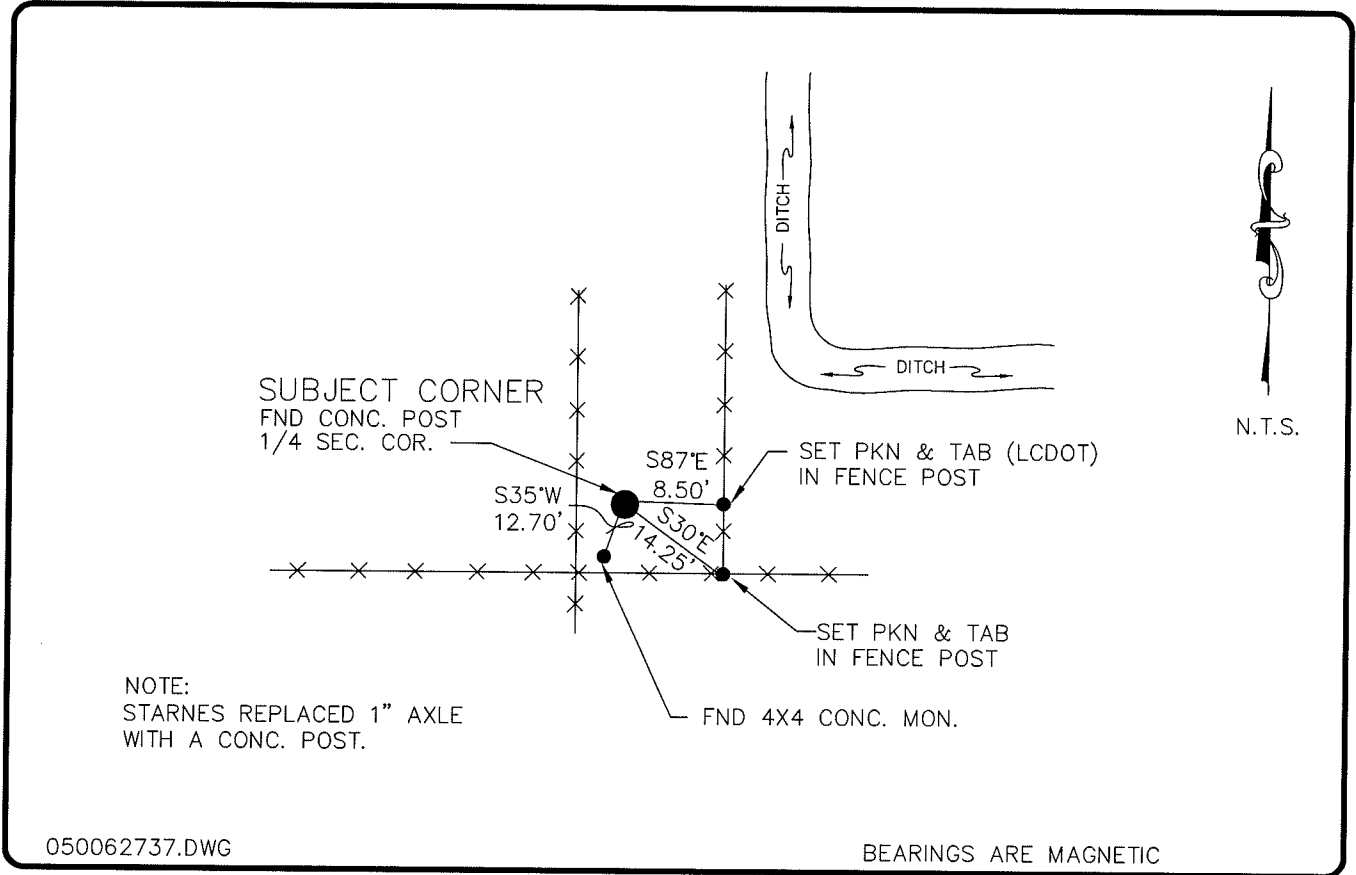 DITCH
DITCH
N.T.S.
SUBJECT CORNER
FND CONC. POST
1/4 SEC. COR.
S87°E
8.50'
SET PKN & TAB (LCDOT)
IN FENCE POST
S35°W
12.70'
S30°E
14.25'
SET PKN & TAB
IN FENCE POST
NOTE:
STARNES REPLACED 1" AXLE
WITH A CONC. POST.
FND 4X4 CONC. MON.
050062737.DWG
BEARINGS ARE MAGNETIC